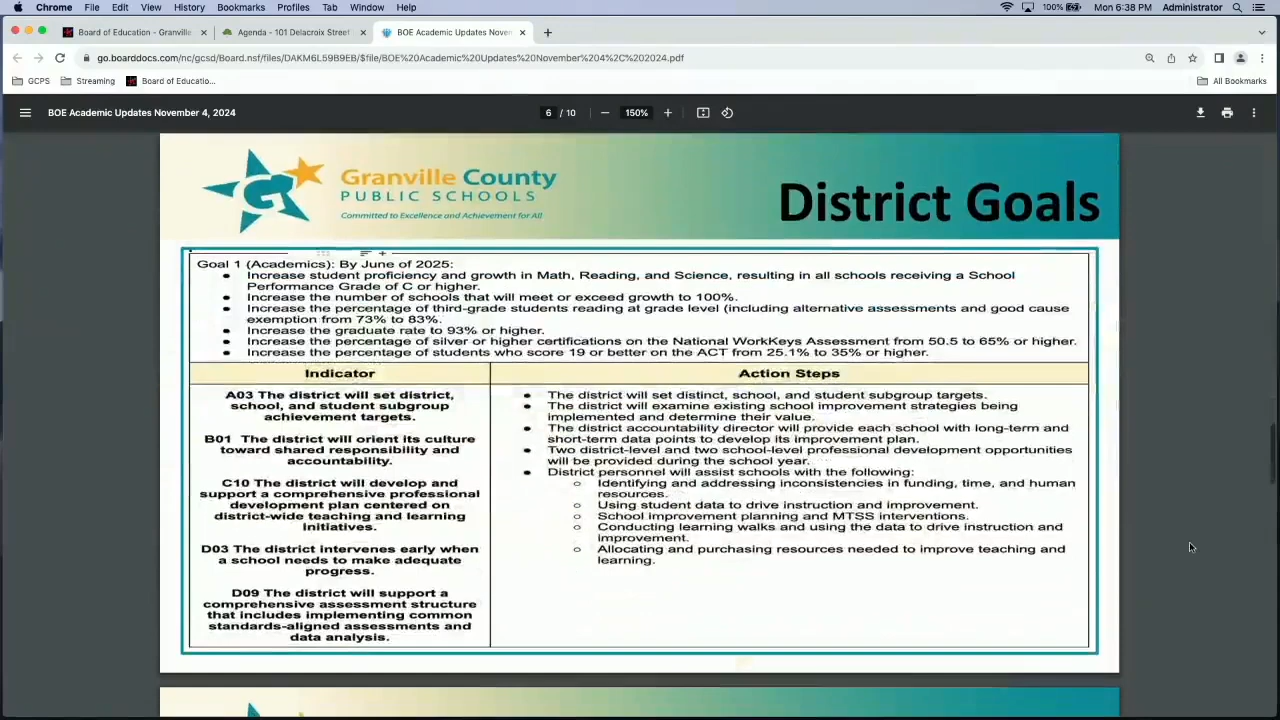 Chrome File Edit View History Bookmarks Profiles Tab Window Help 100% Mon 6:38 PM Administrator
Board of Education - Granville Agenda - 101 Delacroix Street BOE Academic Updates Nove
go.boarddocs.com/nc/gcsd/Board.nsf/files/DAKM6L59B9EB/$file/BOE%20Academic%20Updates%20November%204%2C%202024.pdf
GCPS Streaming Board of Educatio... All Bookmarks
BOE Academic Updates November 4, 2024 6 / 10 150%
Granville County
PUBLIC SCHOOLS
Committed to Excellence and Achievement for All
District Goals
Goal 1 (Academics): By June of 2025:
● Increase student proficiency and growth in Math, Reading, and Science, resulting in all schools receiving a School
Performance Grade of C or higher.
● Increase the number of schools that will meet or exceed growth to 100%.
● Increase the percentage of third-grade students reading at grade level (including alternative assessments and good cause
exemption from 73% to 83%.
● Increase the graduate rate to 93% or higher.
● Increase the percentage of silver or higher certifications on the National WorkKeys Assessment from 50.5 to 65% or higher.
● Increase the percentage of students who score 19 or better on the ACT from 25.1% to 35% or higher.
Indicator
A03 The district will set district,
school, and student subgroup
achievement targets.
B01 The district will orient its culture
toward shared responsibility and
accountability.
C10 The district will develop and
support a comprehensive professional
development plan centered on
district-wide teaching and learning
initiatives.
D03 The district intervenes early when
a school needs to make adequate
progress.
D09 The district will support a
comprehensive assessment structure
that includes implementing common
standards-aligned assessments and
data analysis.
Action Steps
● The district will set distinct, school, and student subgroup targets.
● The district will examine existing school improvement strategies being
implemented and determine their value.
● The district accountability director will provide each school with long-term and
short-term data points to develop its improvement plan.
● Two district-level and two school-level professional development opportunities
will be provided during the school year.
● District personnel will assist schools with the following:
○ Identifying and addressing inconsistencies in funding, time, and human
resources.
○ Using student data to drive instruction and improvement.
○ School improvement planning and MTSS interventions.
○ Conducting learning walks and using the data to drive instruction and
improvement.
○ Allocating and purchasing resources needed to improve teaching and
learning.